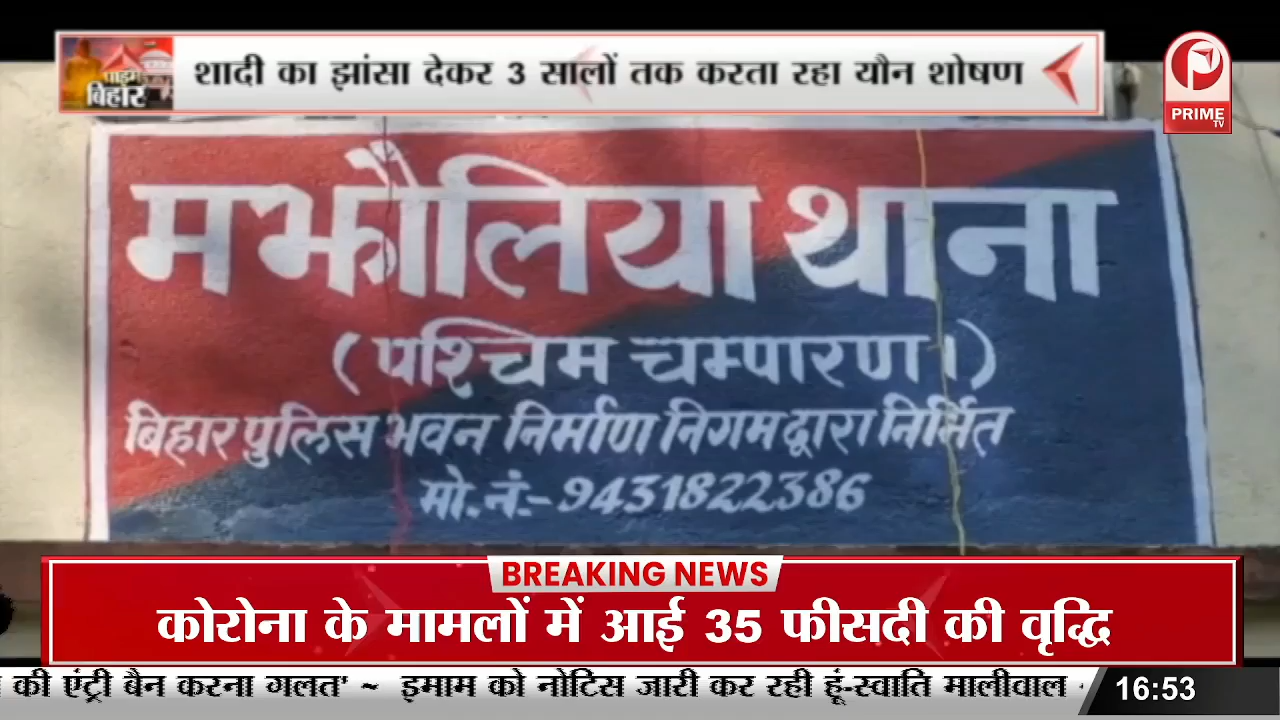 प्राइम
बिहार
शादी का झांसा देकर 3 सालों तक करता रहा यौन शोषण
PRIME
TV
मझौलिया थाना
(पश्चिम चम्पारण।)
बिहार पुलिस भवन निर्माण निगम द्वारा निर्मित
मो. नं:- 9431822386
BREAKING NEWS
कोरोना के मामलों में आई 35 फीसदी की वृद्धि
की एंट्री बैन करना गलत' ~ इमाम को नोटिस जारी कर रही हूं-स्वाति मालीवाल
16:53